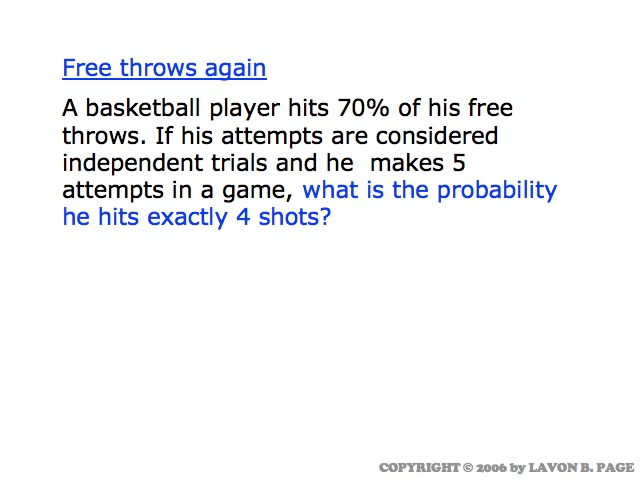 Free throws again
A basketball player hits 70% of his free
throws. If his attempts are considered
independent trials and he  makes 5
attempts in a game, what is the probability
he hits exactly 4 shots?
COPYRIGHT © 2006 by LAVON B. PAGE